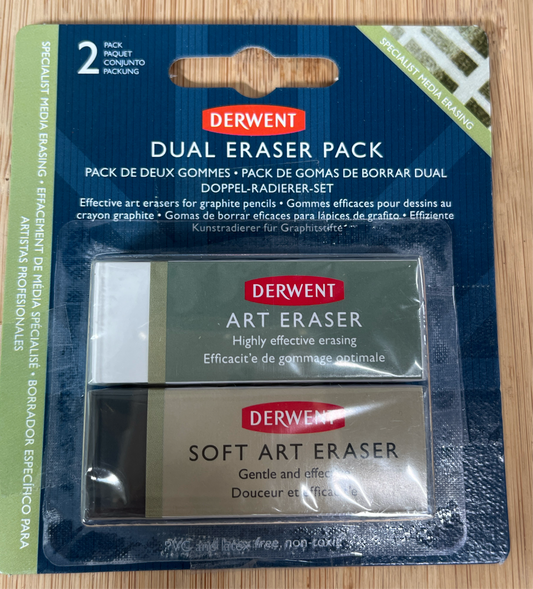 2
PACK
PAQUET
CONJUNTO
PACKUNG
SPECIALIST MEDIA ERASING
DERWENT
DUAL ERASER PACK
PACK DE DEUX GOMMES • PACK DE GOMAS DE BORRAR DUAL
DOPPEL-RADIERER-SET
Effective art erasers for graphite pencils • Gommes efficaces pour dessins au
crayon graphite • Gomas de borrar eficaces para lápices de grafito • Effiziente
Kunstradierer für Graphitstifte
SPECIALIST MEDIA ERASING • EFFACEMENT DE MÉDIA SPÉCIALISÉ • BORRADOR ESPECÍFICO PARA
ARTISTAS PROFESIONALES
DERWENT
ART ERASER
Highly effective erasing
Efficacit'e de gommage optimale
DERWENT
SOFT ART ERASER
Gentle and
Douceur et
PVC and latex free, non-toxic